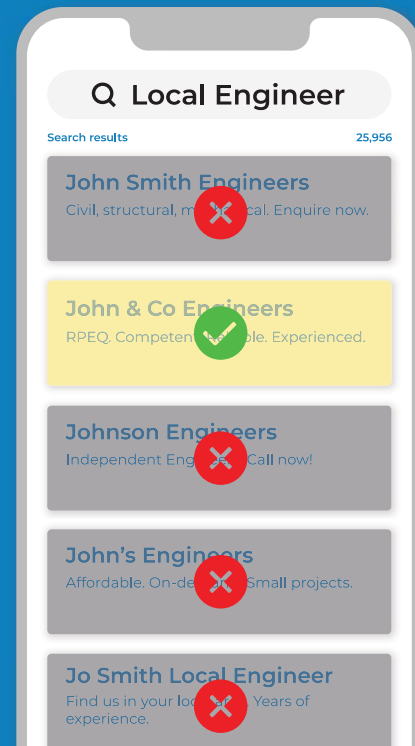 Local Engineer
Search results 25,956
John Smith Engineers
Civil, structural, m cal. Enquire now.
John & Co Engineers
RPEQ. Competen ble. Experienced.
Johnson Engineers
Independent Eng Call now!
John's Engineers
Affordable. On-de Small projects.
Jo Smith Local Engineer
Find us in your loc Years of
experience.